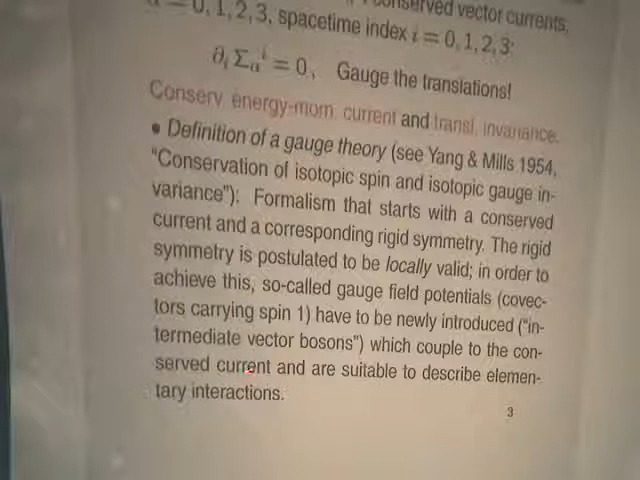 α = 0, 1, 2, 3, spacetime index i = 0, 1, 2, 3:
∂ᵢ Σα ⁱ = 0, Gauge the translations!
Conserv. energy-mom. current and transl. invariance.
• Definition of a gauge theory (see Yang & Mills 1954,
“Conservation of isotopic spin and isotopic gauge in-
variance”): Formalism that starts with a conserved
current and a corresponding rigid symmetry. The rigid
symmetry is postulated to be locally valid; in order to
achieve this, so-called gauge field potentials (covec-
tors carrying spin 1) have to be newly introduced (“in-
termediate vector bosons”) which couple to the con-
served current and are suitable to describe elemen-
tary interactions.
3